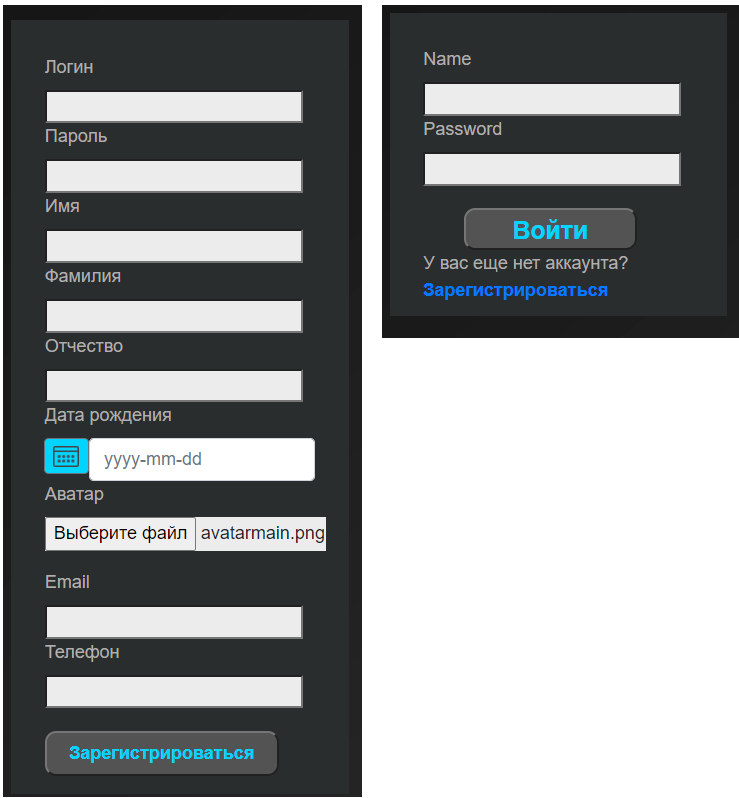 Логин
Пароль
Имя
Фамилия
Отчество
Дата рождения
yyyy-mm-dd
Аватар
Выберите файл avatarmain.png
Email
Телефон
Зарегистрироваться
Name
Password
Войти
У вас еще нет аккаунта?
Зарегистрироваться